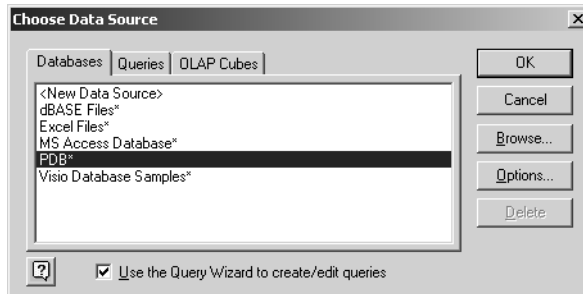 Choose Data Source
Databases Queries OLAP Cubes
<New Data Source>
dBASE Files*
Excel Files*
MS Access Database*
PDB*
Visio Database Samples*
OK
Cancel
Browse...
Options...
Delete
Use the Query Wizard to create/edit queries